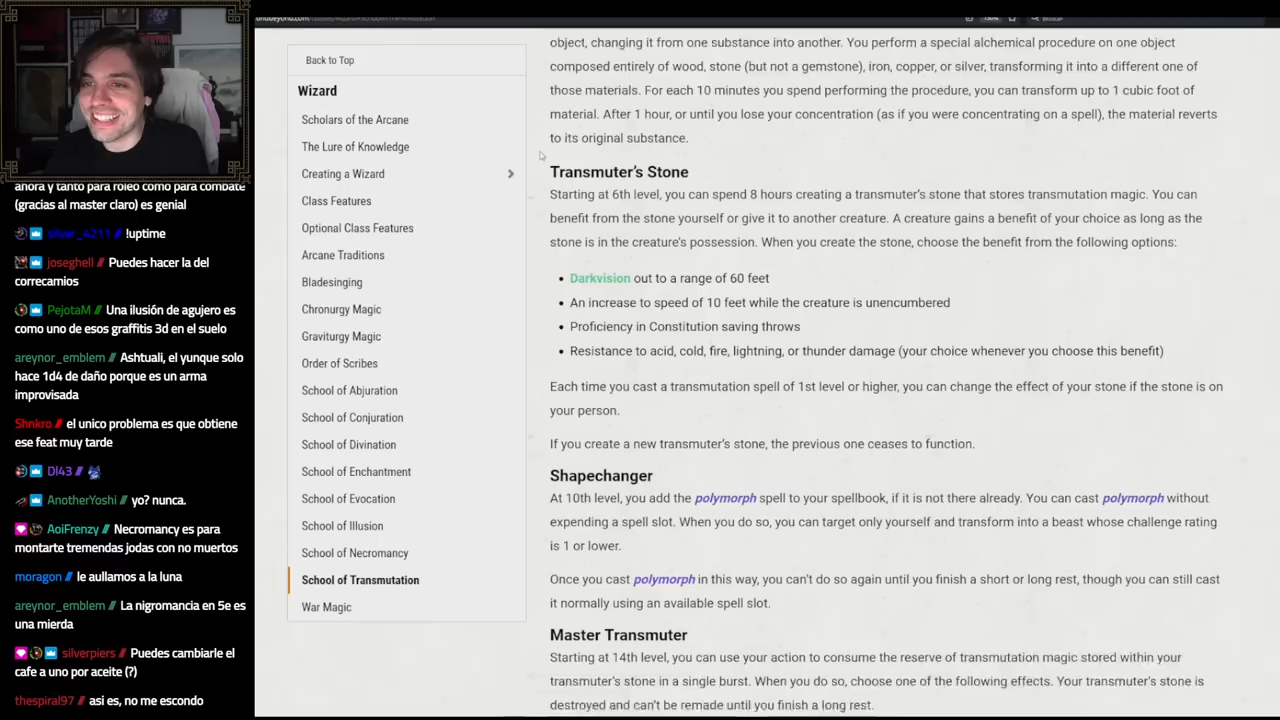 ahora y tanto para roleo como para combate
(gracias al master claro) es genial
silver_4211 // !uptime
joseghell // Puedes hacer la del
correcamios
PejotaM // Una ilusión de agujero es
como uno de esos graffitis 3d en el suelo
areynor_emblem // Ashtuali, el yunque solo
hace 1d4 de daño porque es un arma
improvisada
Shnkro // el unico problema es que obtiene
ese feat muy tarde
Dl43 //
AnotherYoshi // yo? nunca.
AoiFrenzy // Necromancy es para
montarte tremendas jodas con no muertos
moragon // le aullamos a la luna
areynor_emblem // La nigromancia en 5e es
una mierda
silverpiers // Puedes cambiarle el
cafe a uno por aceite (?)
thespiral97 // asi es, no me escondo
Back to Top
Wizard
Scholars of the Arcane
The Lure of Knowledge
Creating a Wizard
Class Features
Optional Class Features
Arcane Traditions
Bladesinging
Chronurgy Magic
Graviturgy Magic
Order of Scribes
School of Abjuration
School of Conjuration
School of Divination
School of Enchantment
School of Evocation
School of Illusion
School of Necromancy
School of Transmutation
War Magic
object, changing it from one substance into another. You perform a special alchemical procedure on one object
composed entirely of wood, stone (but not a gemstone), iron, copper, or silver, transforming it into a different one of
those materials. For each 10 minutes you spend performing the procedure, you can transform up to 1 cubic foot of
material. After 1 hour, or until you lose your concentration (as if you were concentrating on a spell), the material reverts
to its original substance.
Transmuter's Stone
Starting at 6th level, you can spend 8 hours creating a transmuter's stone that stores transmutation magic. You can
benefit from the stone yourself or give it to another creature. A creature gains a benefit of your choice as long as the
stone is in the creature's possession. When you create the stone, choose the benefit from the following options:
• Darkvision out to a range of 60 feet
• An increase to speed of 10 feet while the creature is unencumbered
• Proficiency in Constitution saving throws
• Resistance to acid, cold, fire, lightning, or thunder damage (your choice whenever you choose this benefit)
Each time you cast a transmutation spell of 1st level or higher, you can change the effect of your stone if the stone is on
your person.
If you create a new transmuter's stone, the previous one ceases to function.
Shapechanger
At 10th level, you add the polymorph spell to your spellbook, if it is not there already. You can cast polymorph without
expending a spell slot. When you do so, you can target only yourself and transform into a beast whose challenge rating
is 1 or lower.
Once you cast polymorph in this way, you can't do so again until you finish a short or long rest, though you can still cast
it normally using an available spell slot.
Master Transmuter
Starting at 14th level, you can use your action to consume the reserve of transmutation magic stored within your
transmuter's stone in a single burst. When you do so, choose one of the following effects. Your transmuter's stone is
destroyed and can't be remade until you finish a long rest.